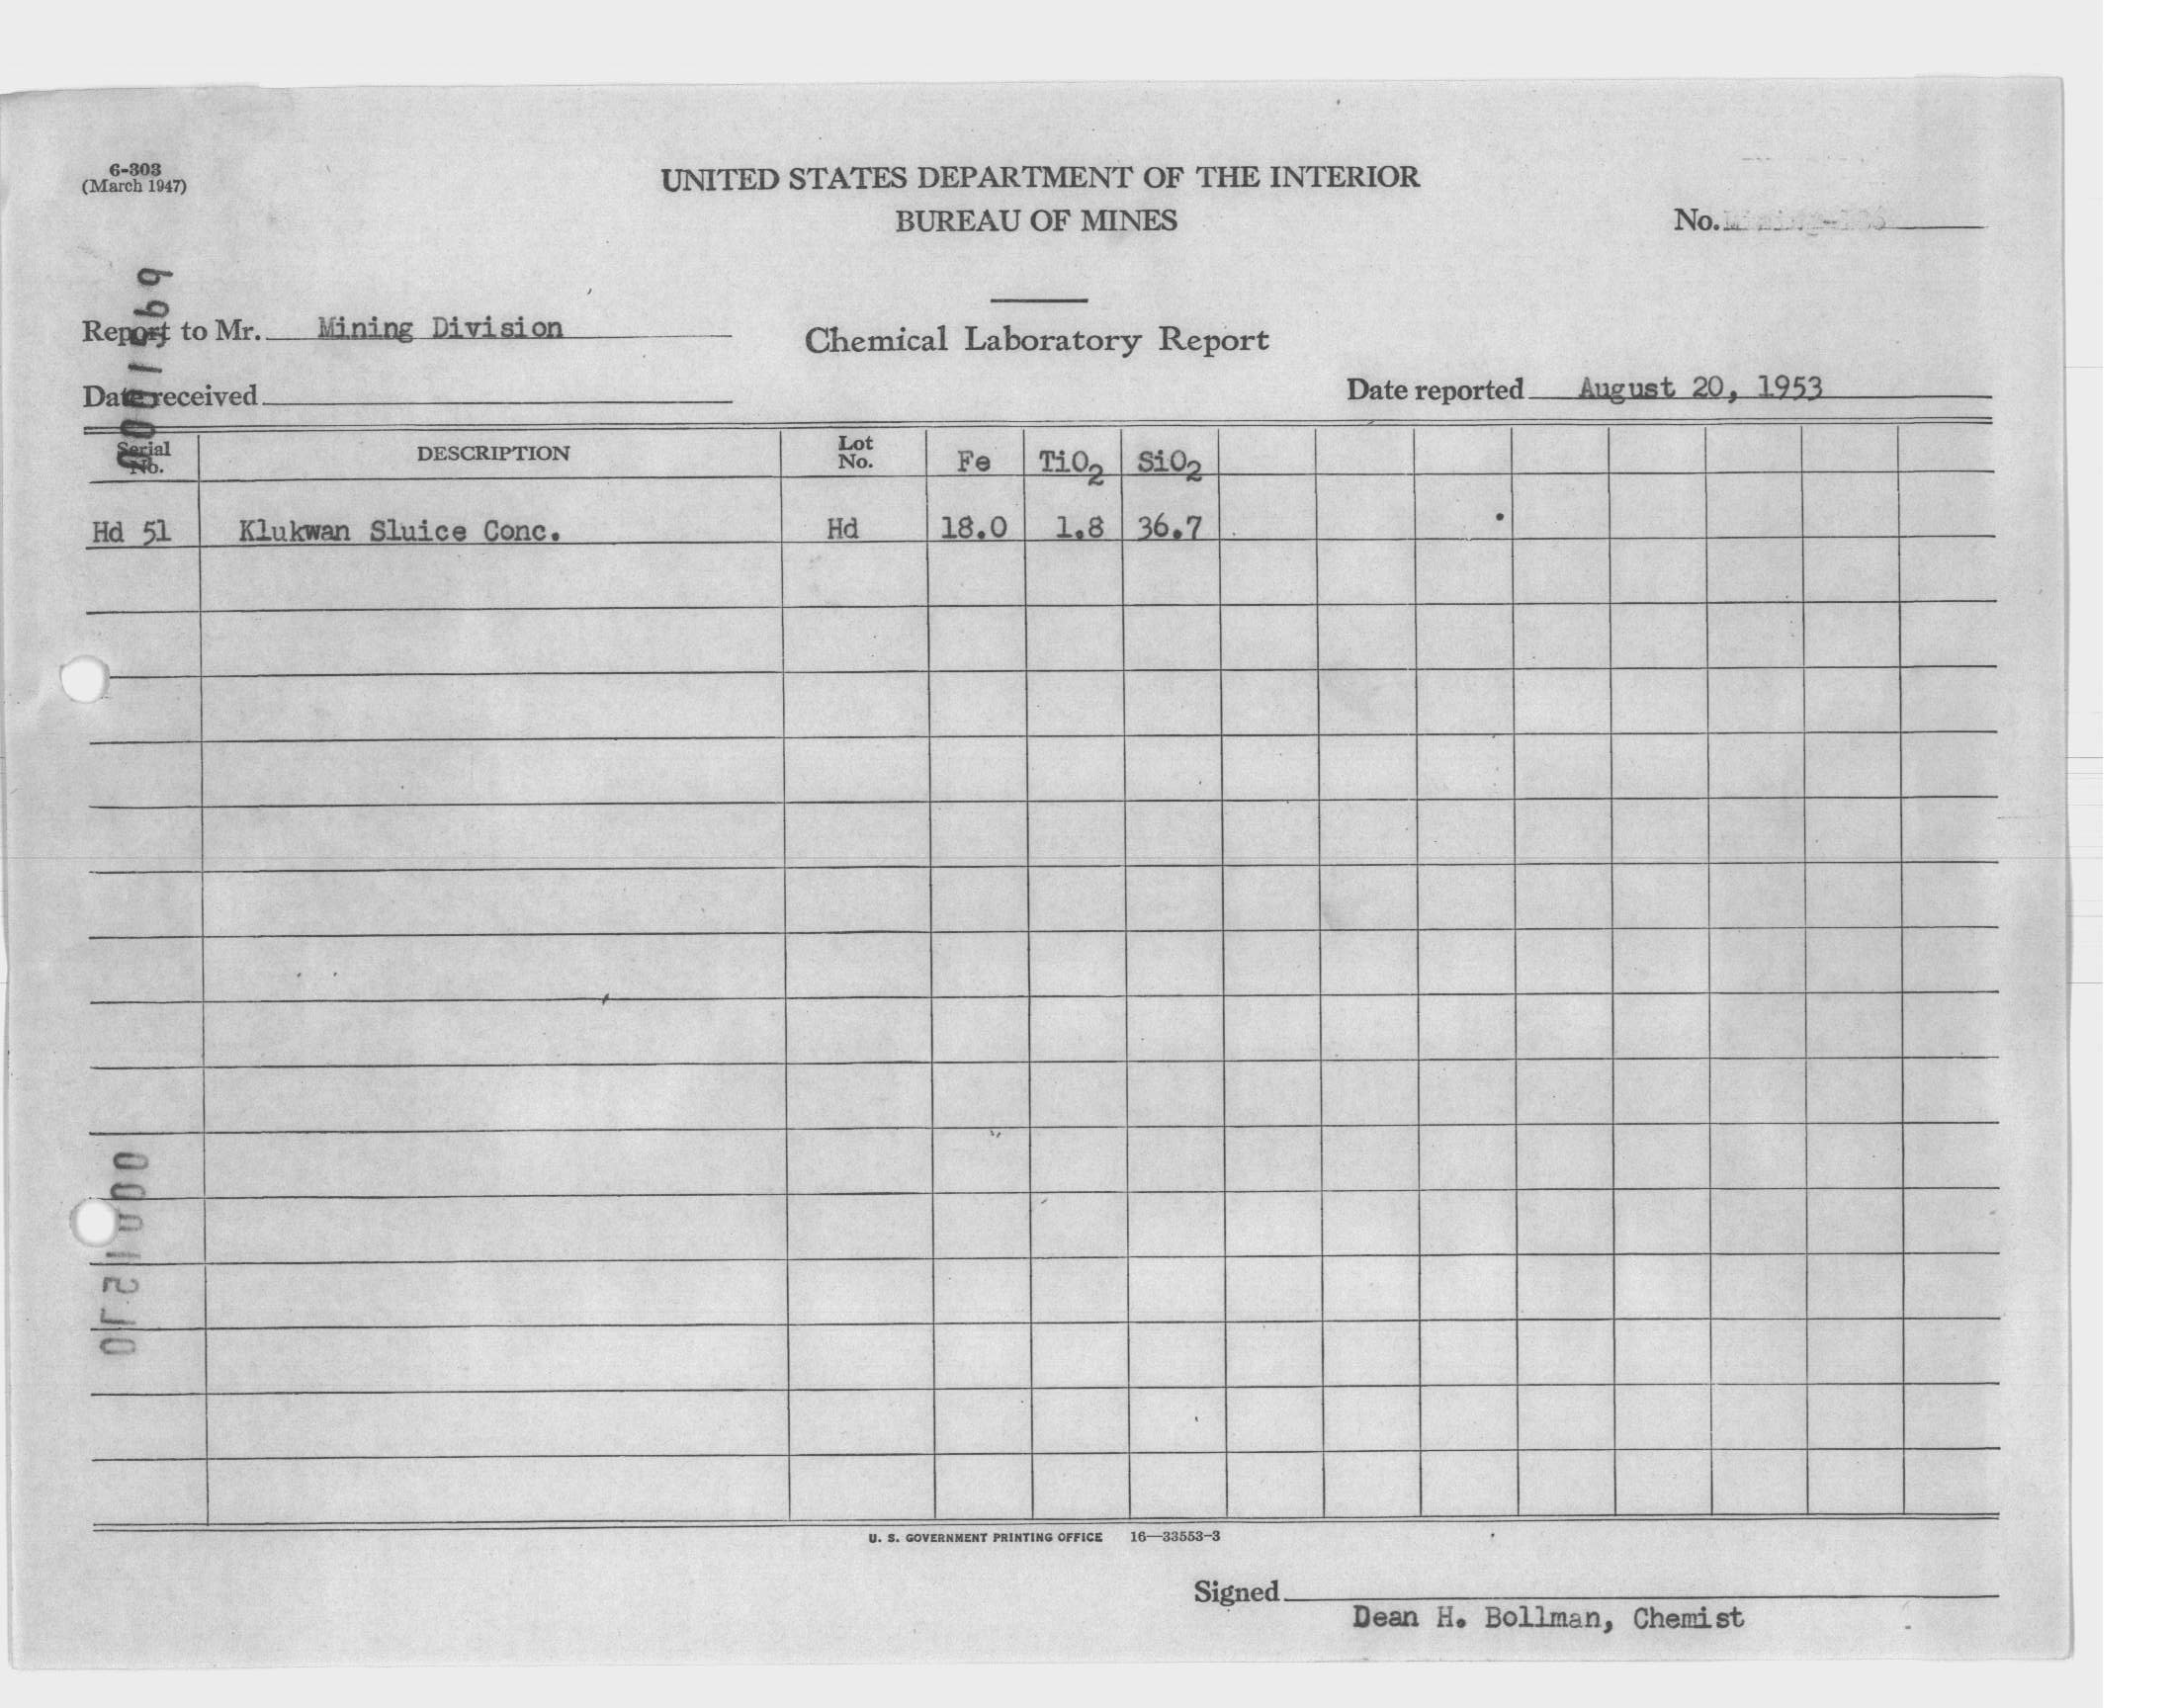 6-303
(March 1947)
UNITED STATES DEPARTMENT OF THE INTERIOR
BUREAU OF MINES
No.
Report to Mr. Mining Division
Chemical Laboratory Report
Date received
Date reported August 20, 1953
Serial No. DESCRIPTION Lot No. Fe TiO2 SiO2
Hd 51 Klukwan Sluice Conc. Hd 18.0 1.8 36.7
U. S. GOVERNMENT PRINTING OFFICE 16—33553-3
Signed
Dean H. Bollman, Chemist